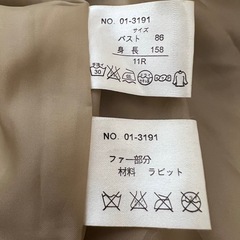 NO. 01-3191
サイズ
バスト 86
身長 158
11R
30
NO. 01-3191
ファー部分
材料 ラビット